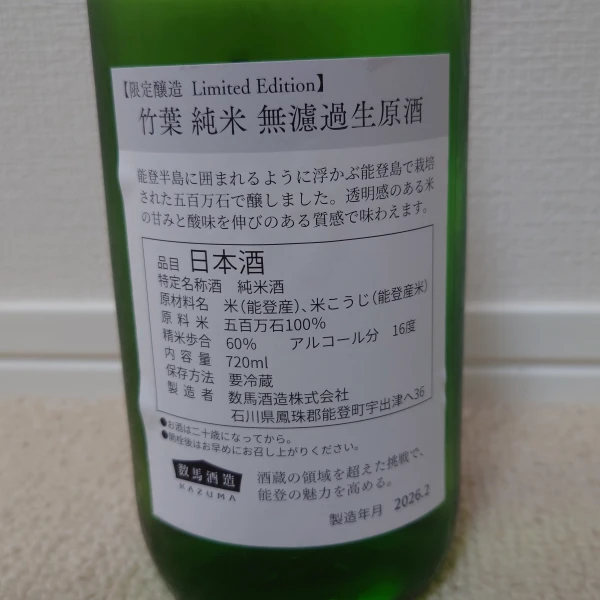 【限定醸造 Limited Edition】
竹葉 純米 無濾過生原酒
能登半島に囲まれるように浮かぶ能登島で栽培
された五百万石で醸しました。透明感のある米
の甘みと酸味を伸びのある質感で味わえます。
品目 日本酒
特定名称酒 純米酒
原材料名 米(能登産)、米こうじ(能登産米)
原料米 五百万石100%
精米歩合 60% アルコール分 16度
内容量 720ml
保存方法 要冷蔵
製造者 数馬酒造株式会社
石川県鳳珠郡能登町宇出津へ36
●お酒は二十歳になってから。
●開栓後はお早めにお召し上がりください。
数馬酒造
KAZUMA
酒蔵の領域を超えた挑戦で、
能登の魅力を高める。
製造年月 2026.2